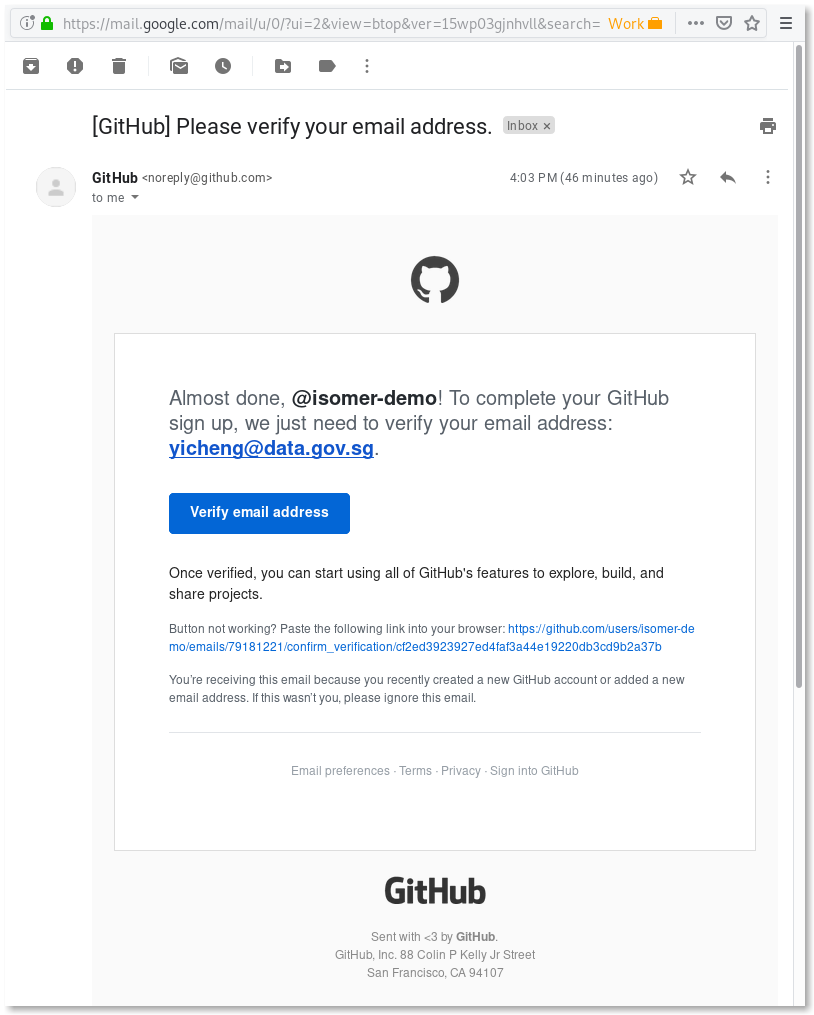 https://mail.google.com/mail/u/0/?ui=2&view=btop&ver=15wp03gjnhvll&search= Work
[GitHub] Please verify your email address. Inbox ×
GitHub <noreply@github.com> 4:03 PM (46 minutes ago)
to me
Almost done, @isomer-demo! To complete your GitHub
sign up, we just need to verify your email address:
yicheng@data.gov.sg.
Verify email address
Once verified, you can start using all of GitHub's features to explore, build, and
share projects.
Button not working? Paste the following link into your browser: https://github.com/users/isomer-de
mo/emails/79181221/confirm_verification/cf2ed3923927ed4faf3a44e19220db3cd9b2a37b
You’re receiving this email because you recently created a new GitHub account or added a new
email address. If this wasn’t you, please ignore this email.
Email preferences · Terms · Privacy · Sign into GitHub
GitHub
Sent with <3 by GitHub.
GitHub, Inc. 88 Colin P Kelly Jr Street
San Francisco, CA 94107